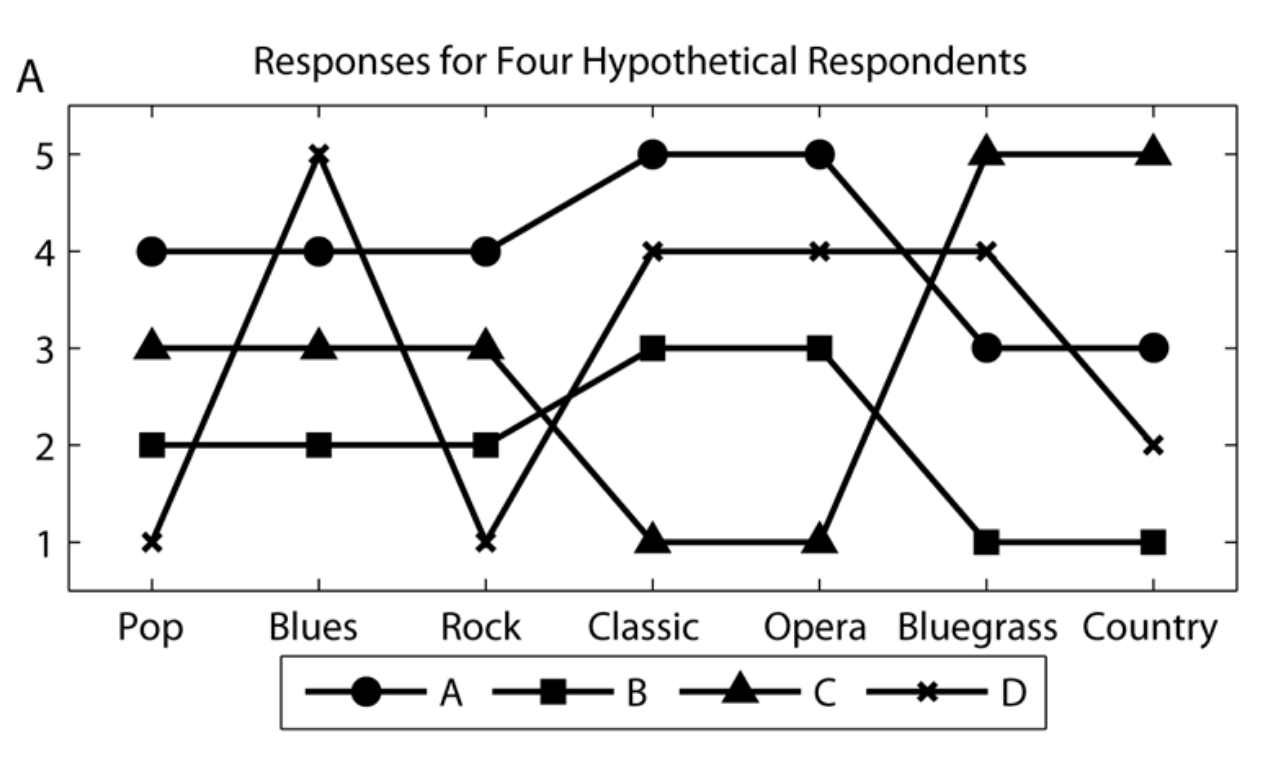 A
Responses for Four Hypothetical Respondents
5
4
3
2
1
Pop Blues Rock Classic Opera Bluegrass Country
A B C D